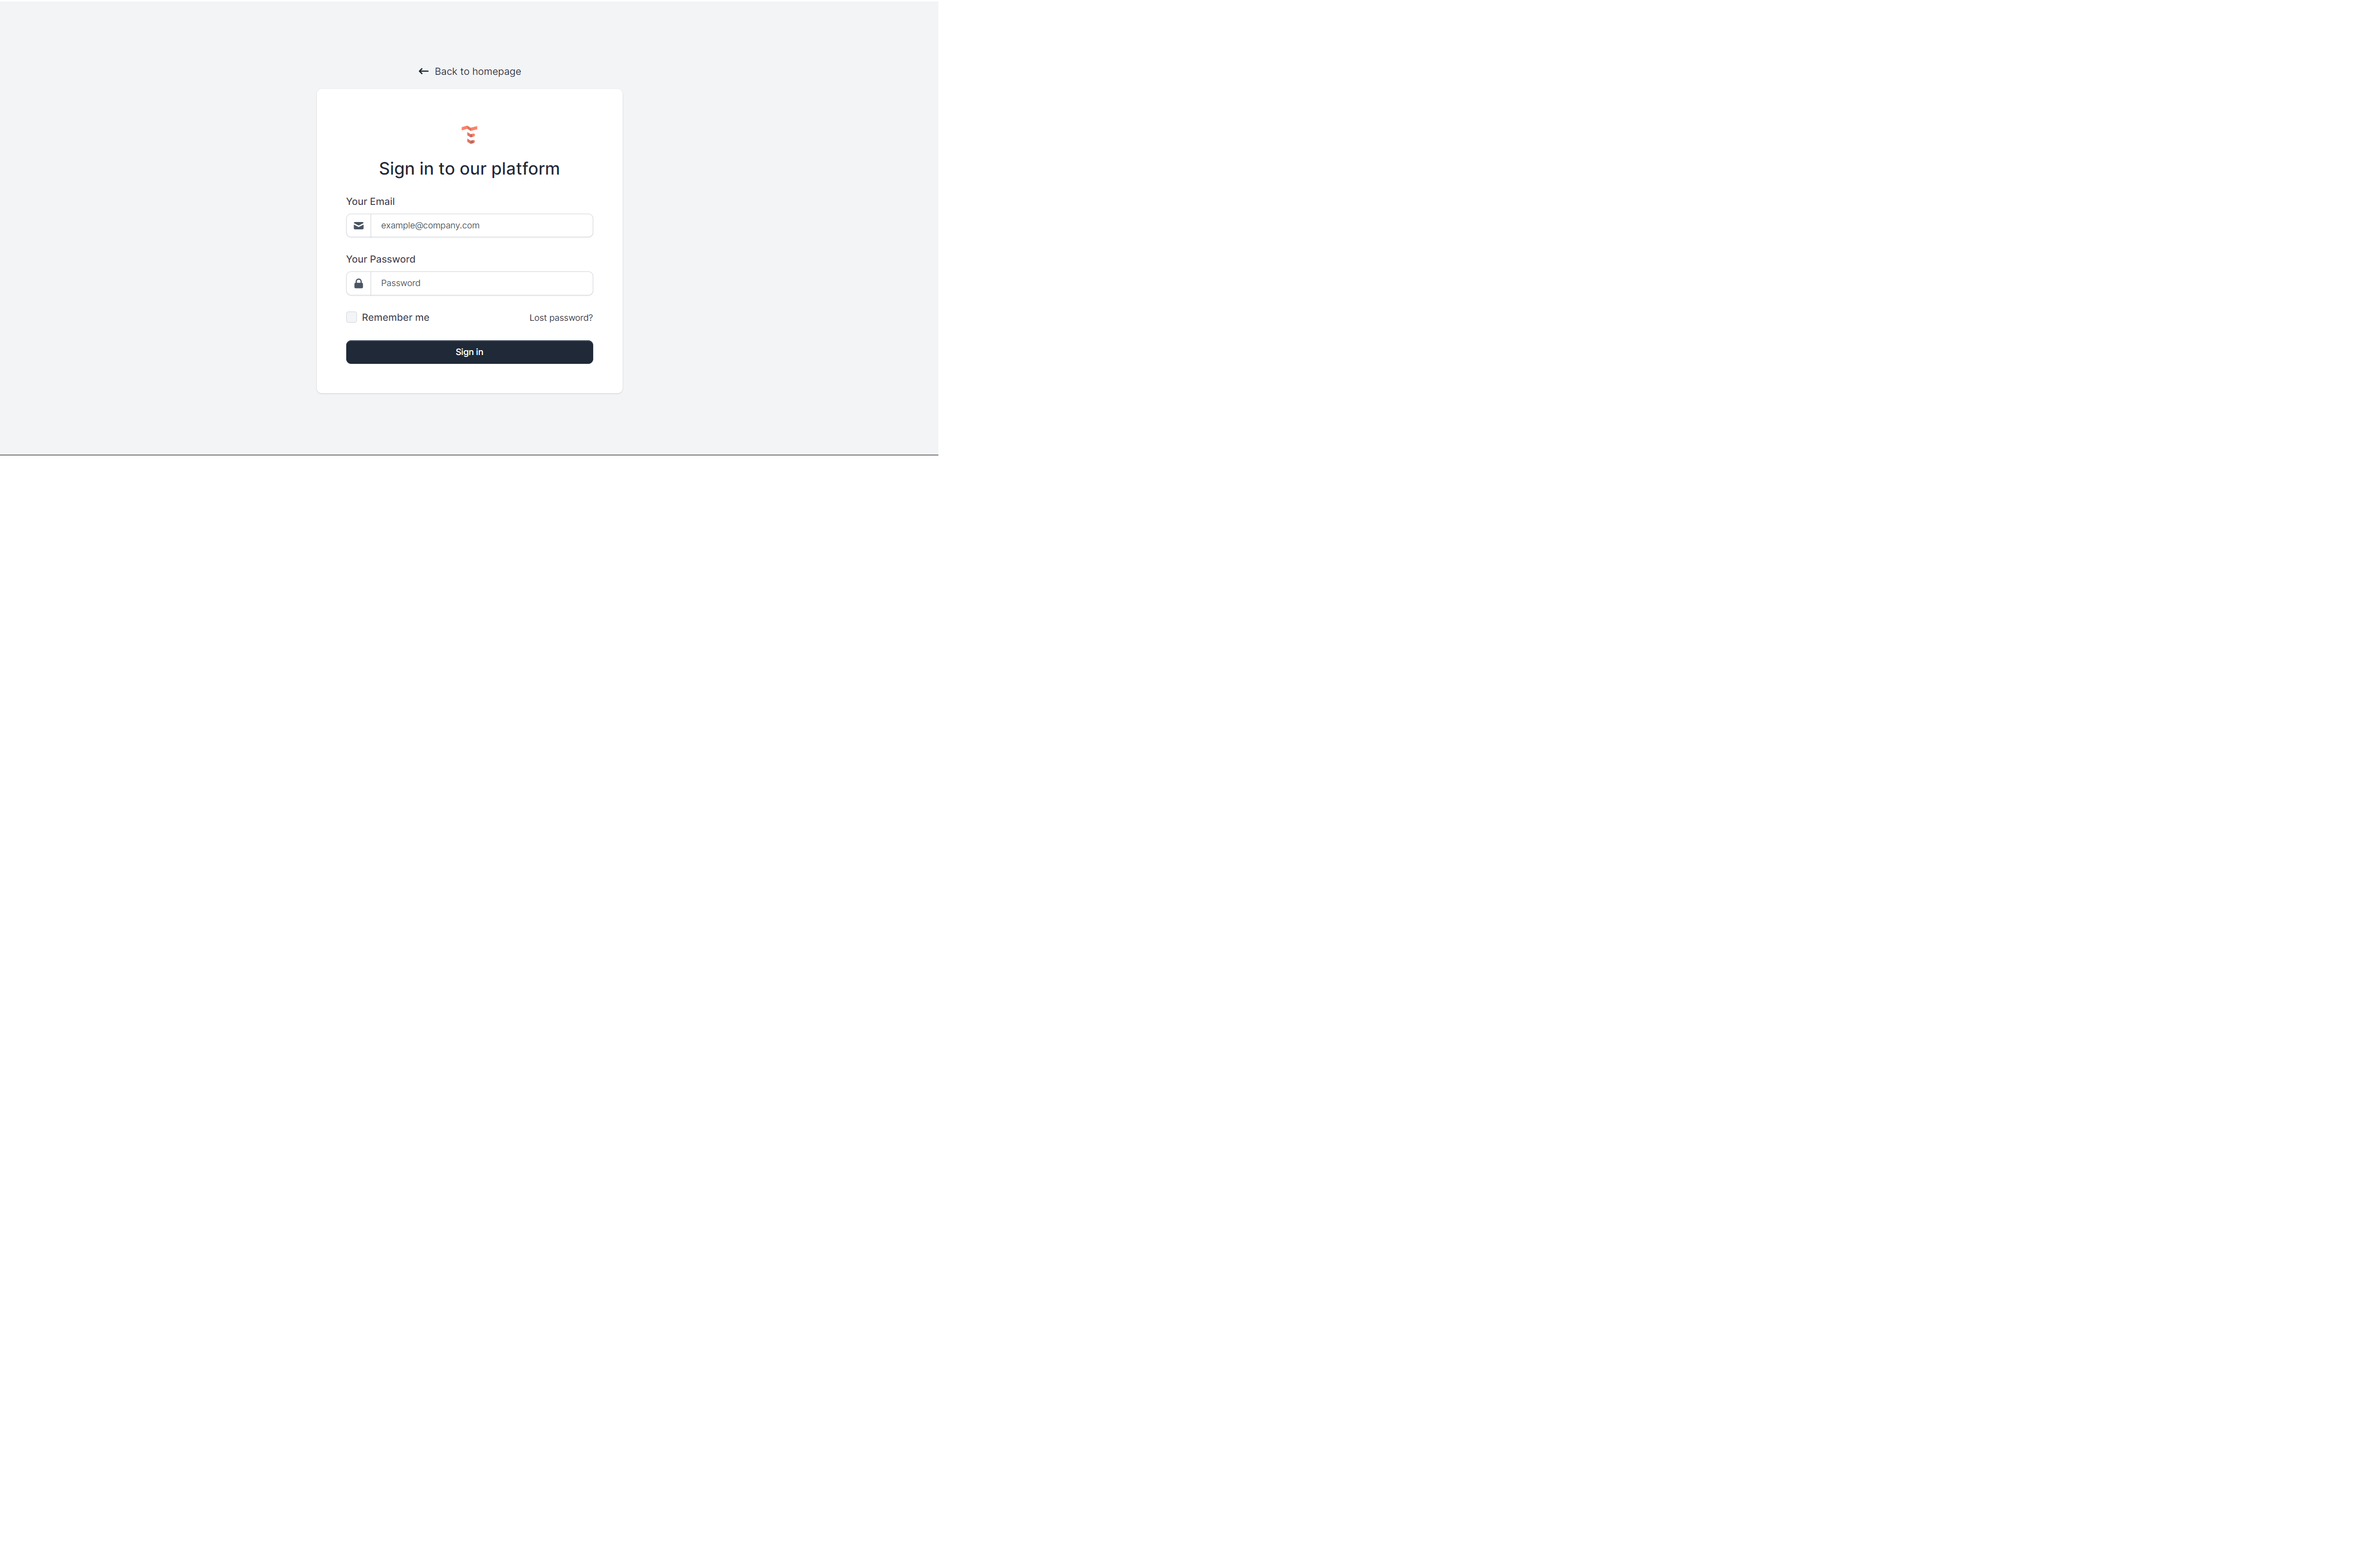 Back to homepage
Sign in to our platform
Your Email
example@company.com
Your Password
Password
Remember me
Lost password?
Sign in